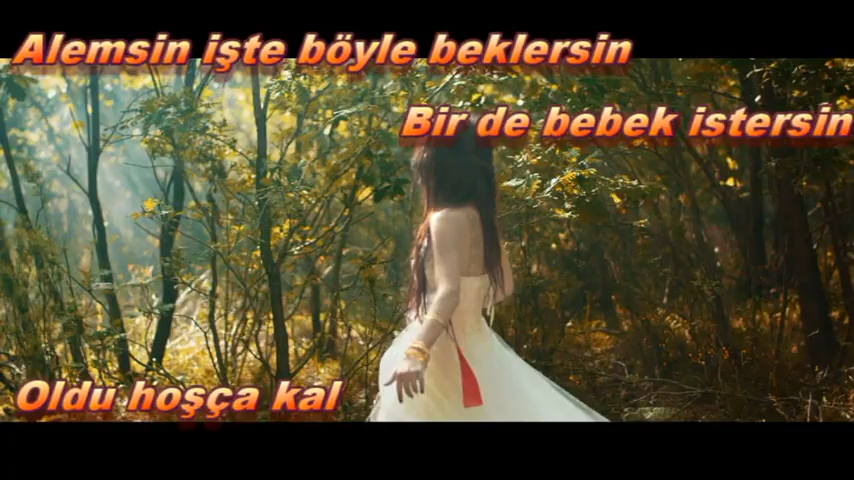 Alemsin işte böyle beklersin
Bir de bebek istersin
Oldu hoşça kal